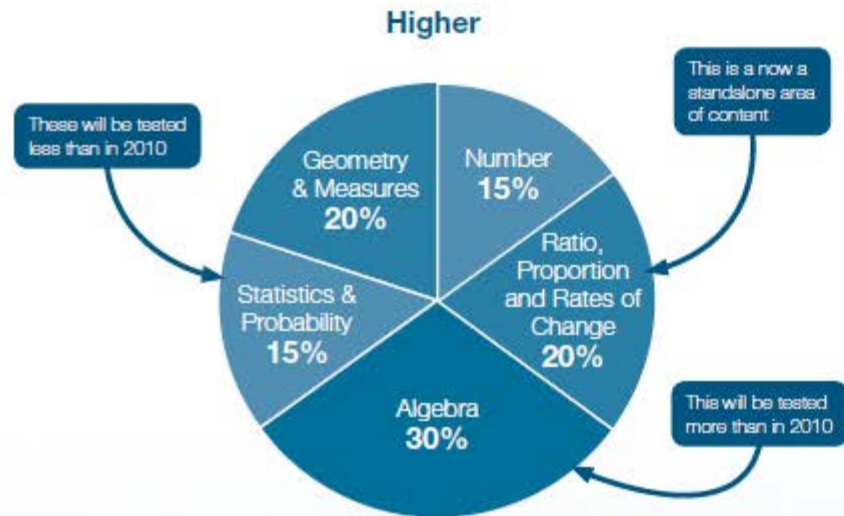 Higher
This is a now a
standalone area
of content
These will be tested
less than in 2010
Geometry
& Measures
20%
Number
15%
Ratio,
Proportion
and Rates of
Change
20%
Statistics &
Probability
15%
Algebra
30%
This will be tested
more than in 2010